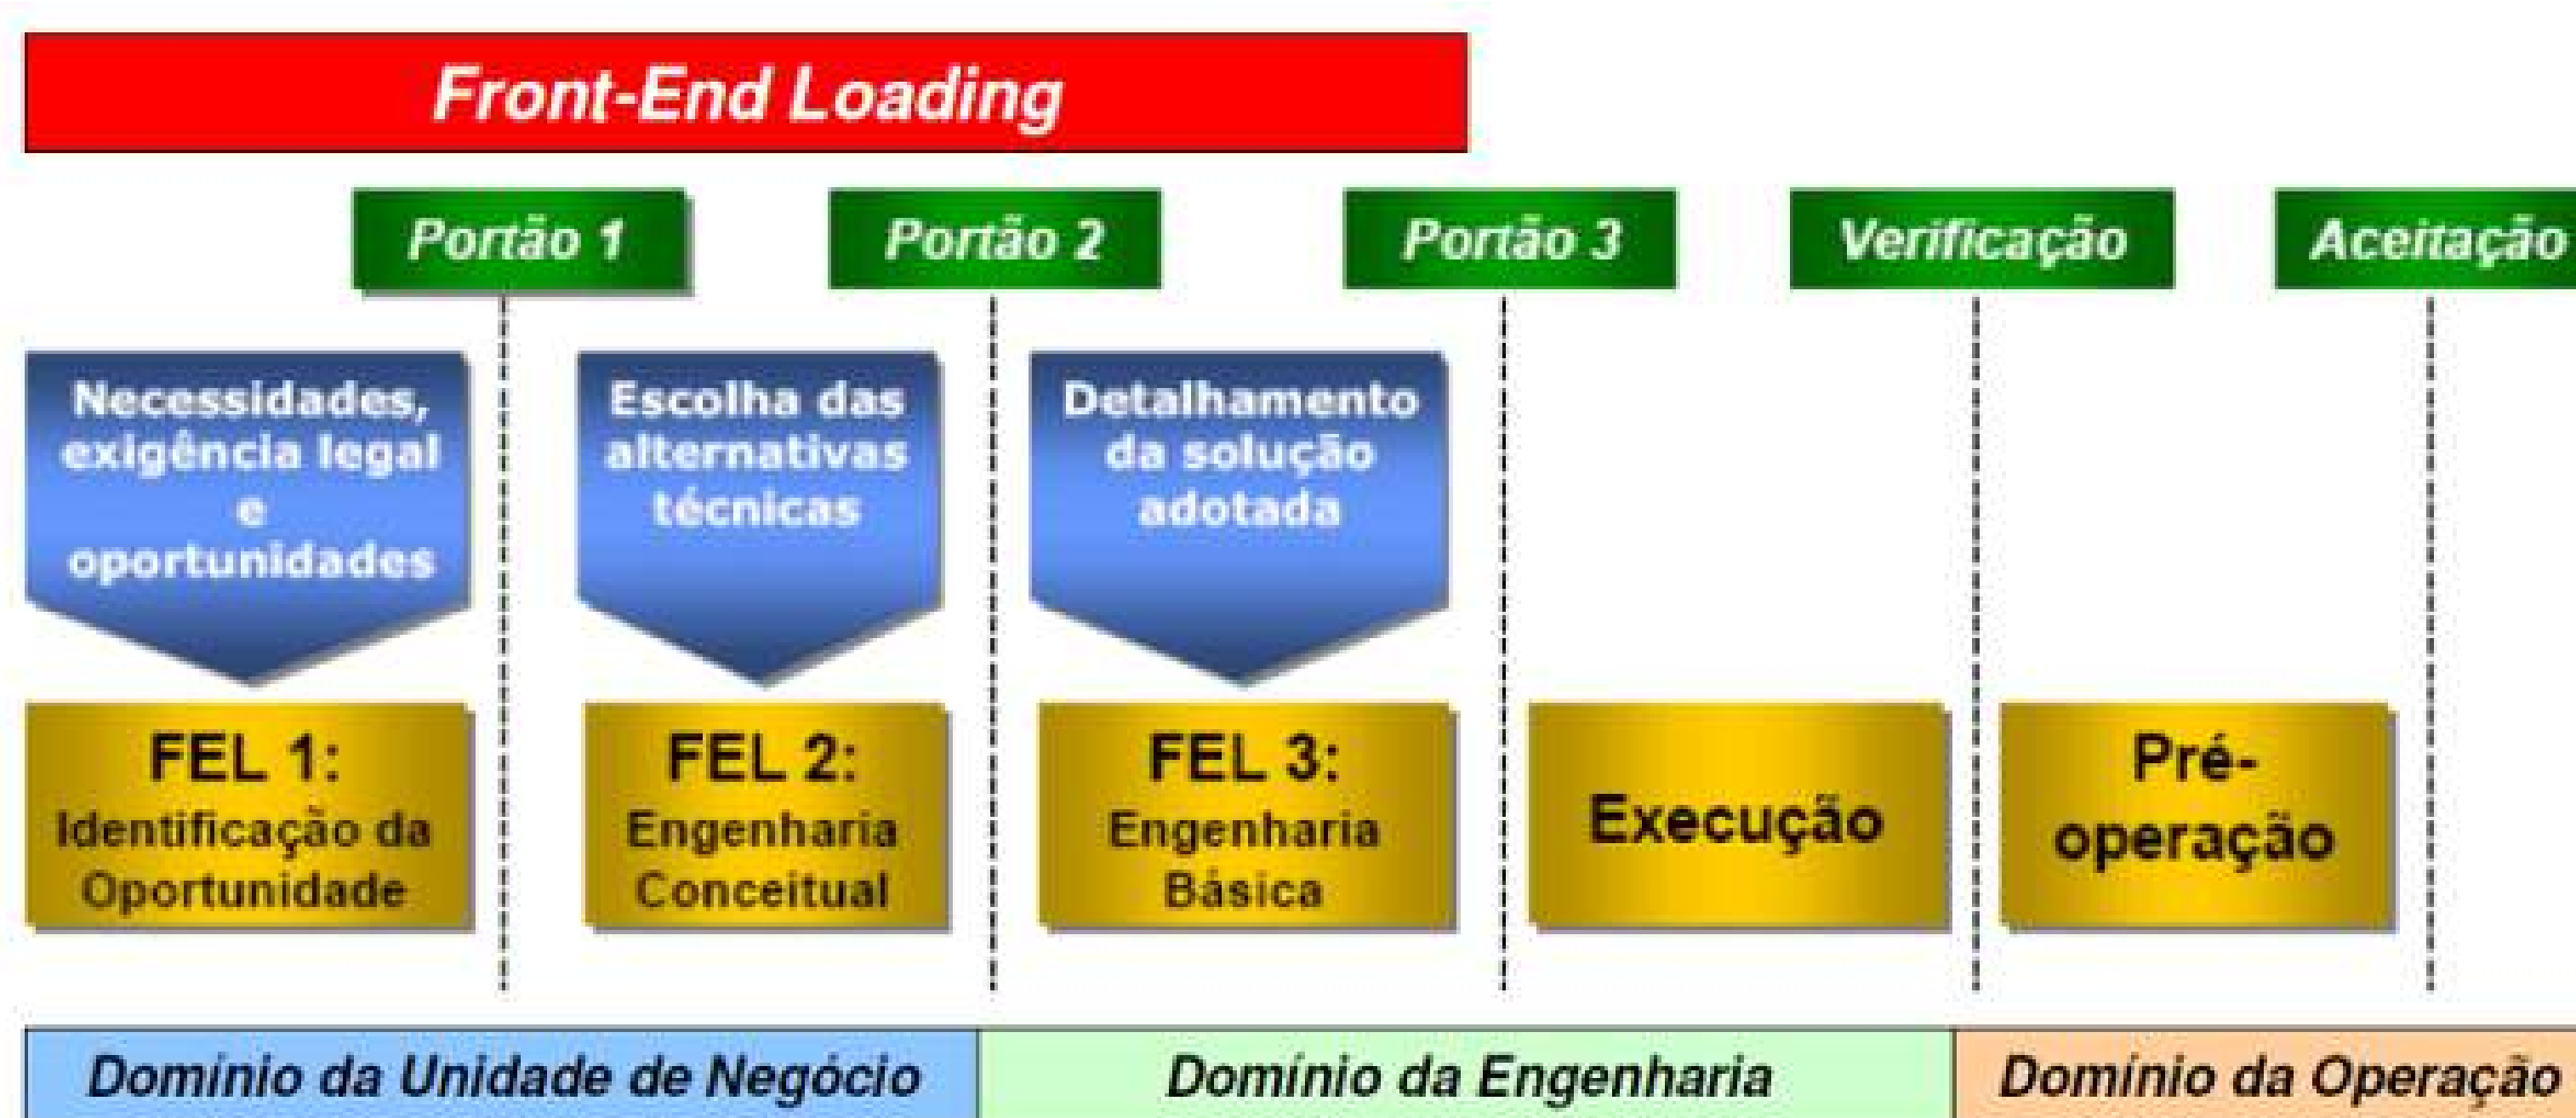 Front-End Loading
Portão 1
Portão 2
Portão 3
Verificação
Aceitação
Necessidades,
exigência legal
e
oportunidades
Escolha das
alternativas
técnicas
Detalhamento
da solução
adotada
FEL 1:
Identificação da
Oportunidade
FEL 2:
Engenharia
Conceitual
FEL 3:
Engenharia
Básica
Execução
Pré-
operação
Domínio da Unidade de Negócio
Domínio da Engenharia
Domínio da Operação